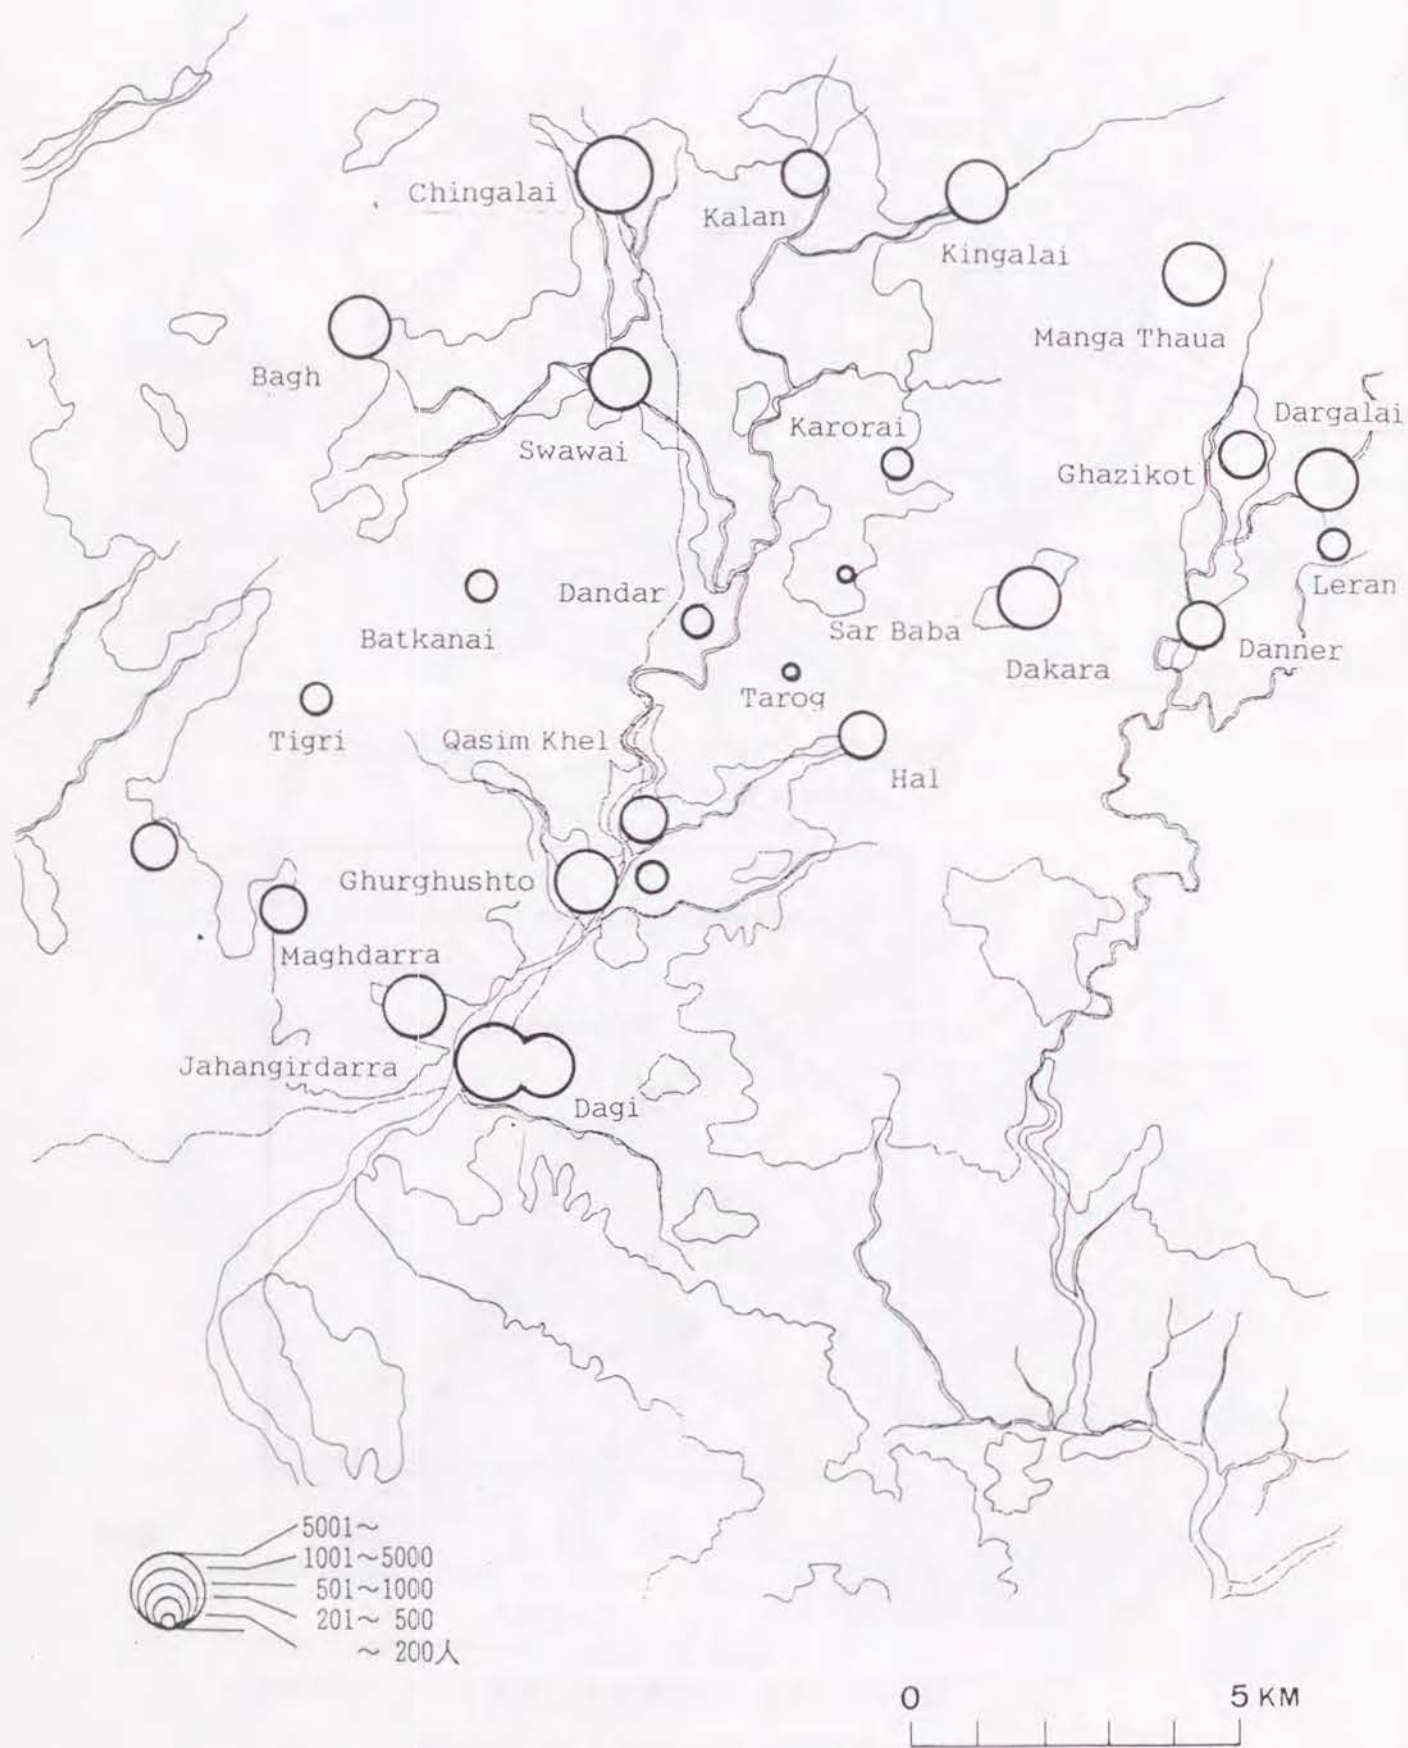 Chingalai
Kalan
Kingalai
Manga Thaua
Bagh
Dargalai
Karorai
Swawai
Ghazikot
Leran
Dandar
Batkanai
Sar Baba
Danner
Dakara
Taroq
Tigri
Qasim Khel
Hal
Ghurghushto
Maghdarra
Jahangirdarra
Dagi
5001～
1001～5000
501～1000
201～ 500
～ 200人
0 5 KM